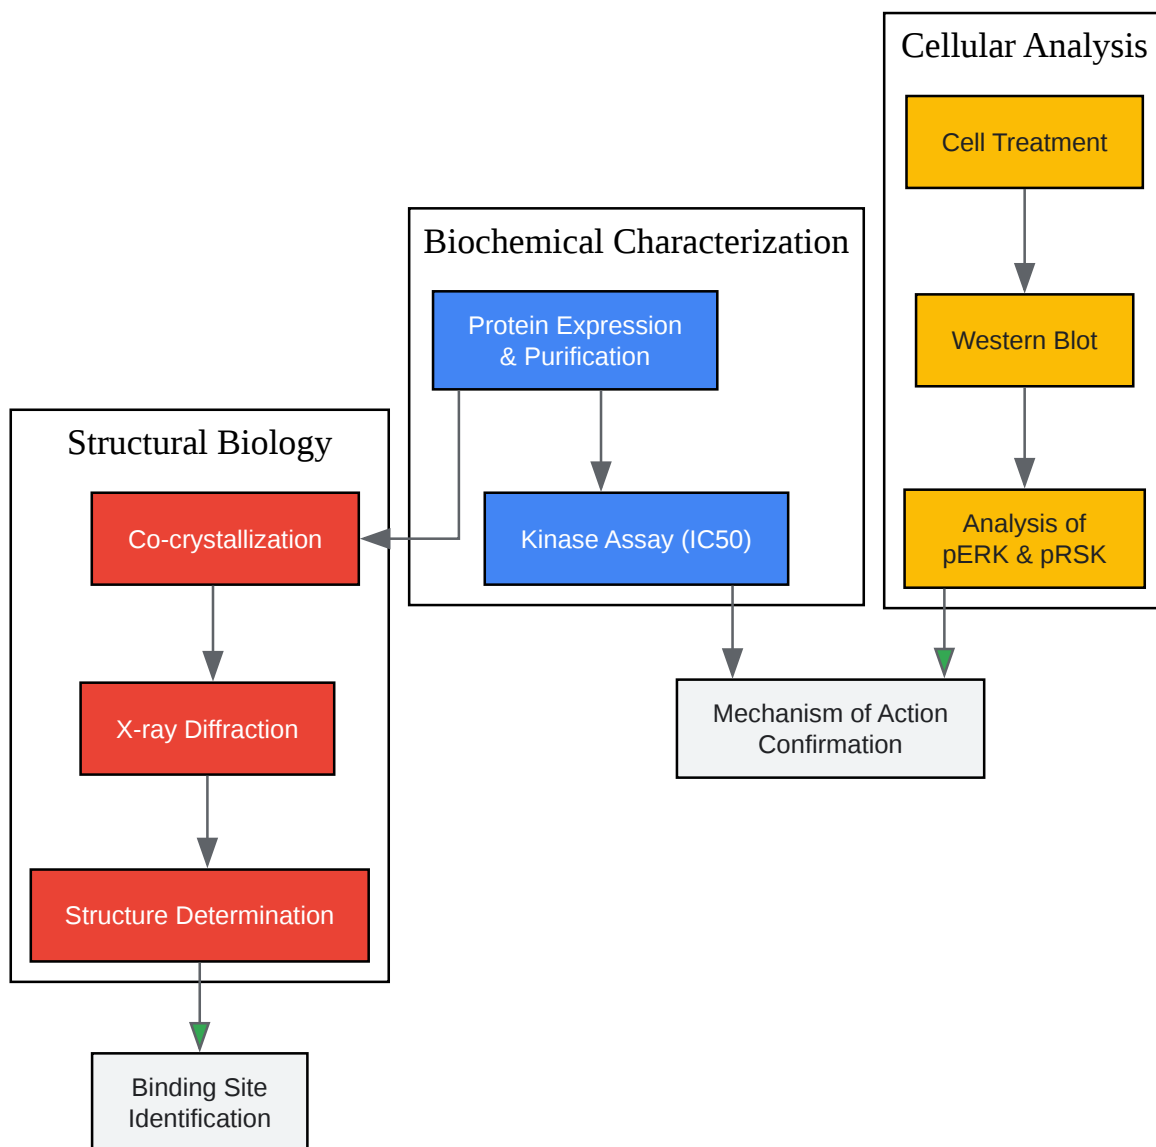 Cellular Analysis
Cell Treatment
Western Blot
Analysis of
pERK & pRSK
Biochemical Characterization
Protein Expression
& Purification
Kinase Assay (IC50)
Structural Biology
Co-crystallization
X-ray Diffraction
Structure Determination
Mechanism of Action
Confirmation
Binding Site
Identification